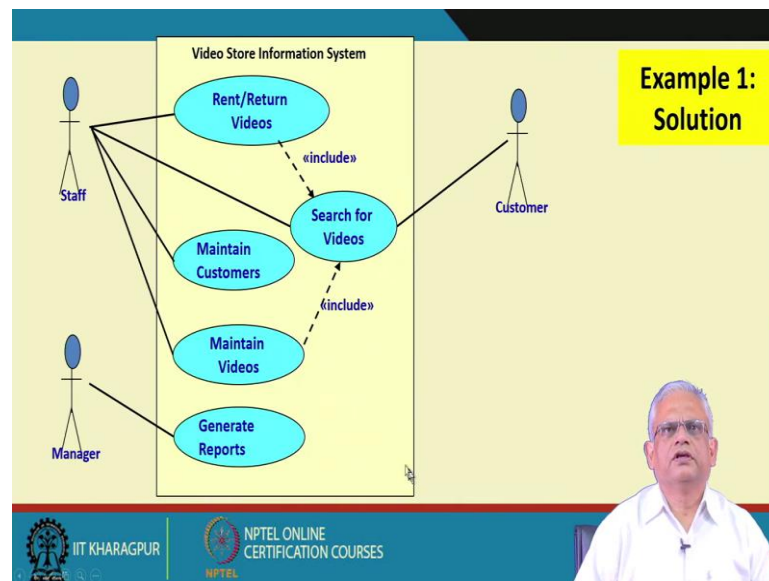 Video Store Information System
Example 1:
Solution
Rent/Return
Videos
«include»
Staff
Search for
Videos
Customer
Maintain
Customers
«include»
Maintain
Videos
Manager
Generate
Reports
IIT KHARAGPUR
NPTEL
NPTEL ONLINE
CERTIFICATION COURSES